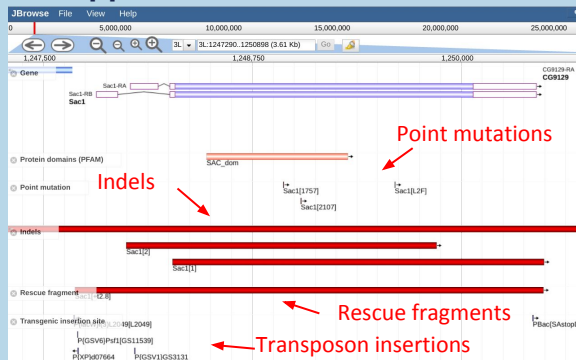 JBrowse File View Help
0 5,000,000 10,000,000 15,000,000 20,000,000 25,000,000
3L 3L:1247290..1250898 (3.61 Kb) Go
1,247,500 1,248,750 1,250,000
Gene
CG9129-RA
CG9129
Sac1-RA
Sac1-RB
Sac1
Point mutations
Protein domains (PFAM)
SAC_dom
Indels
Point mutation
Sac1[1757]
Sac1[L2F]
Sac1[2107]
Indels
Sac1[2]
Sac1[1]
Rescue fragment
Rescue fragments
Transgenic insertion site
49]L2049]
PBac[SAstopD
P{GSV6}Psf1[GS11539]
Transposon insertions
P{XP}d07664
P{GSV1}GS3131